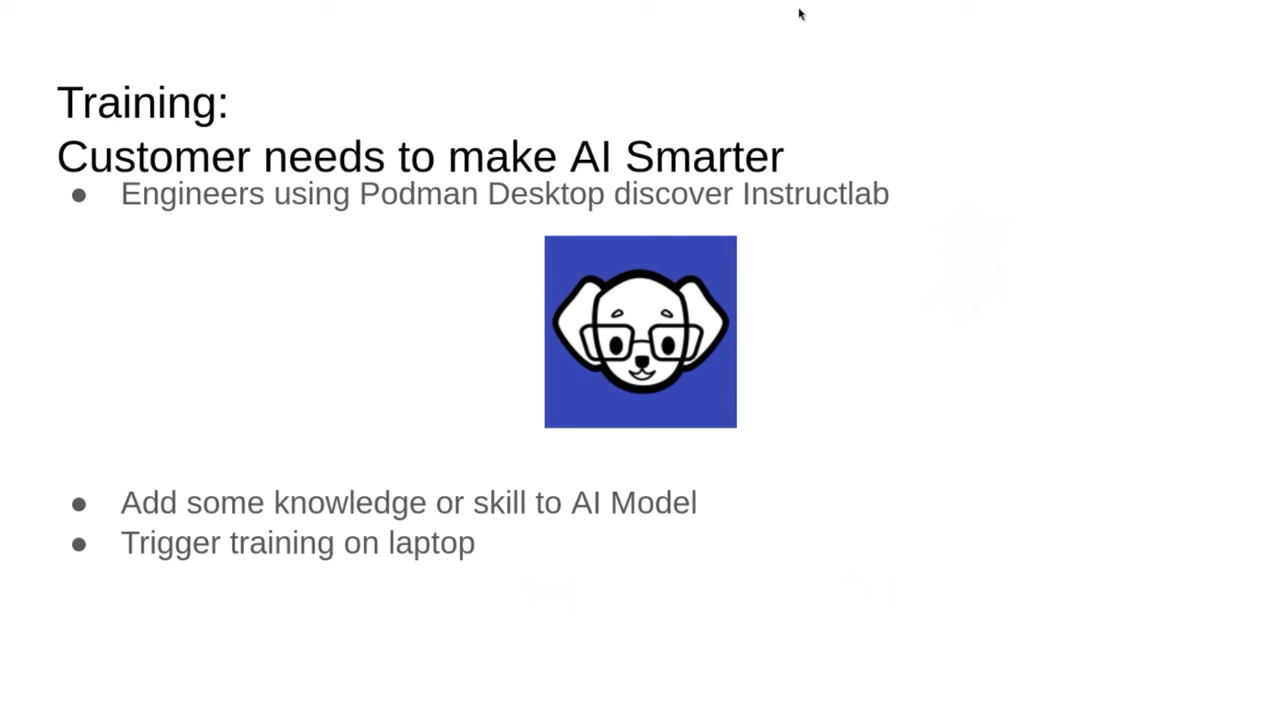 Training:
Customer needs to make AI Smarter
● Engineers using Podman Desktop discover Instructlab
● Add some knowledge or skill to AI Model
● Trigger training on laptop